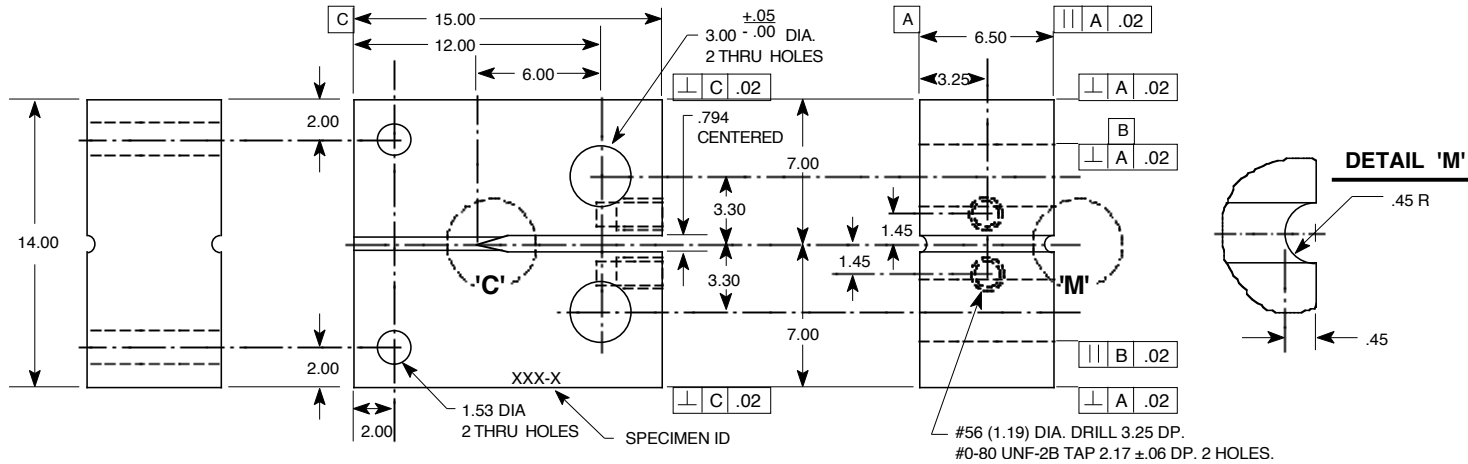 C
15.00
A
|| A .02
12.00
3.00 +.05 - .00 DIA.
2 THRU HOLES
6.50
6.00
3.25
⊥ C .02
⊥ A .02
2.00
.794
CENTERED
B
⊥ A .02
7.00
DETAIL 'M'
.45 R
3.30
1.45
14.00
1.45
'C'
3.30
'M'
7.00
.45
2.00
|| B .02
XXX-X
⊥ C .02
⊥ A .02
2.00
1.53 DIA
2 THRU HOLES
SPECIMEN ID
#56 (1.19) DIA. DRILL 3.25 DP.
#0-80 UNF-2B TAP 2.17 ±.06 DP. 2 HOLES.